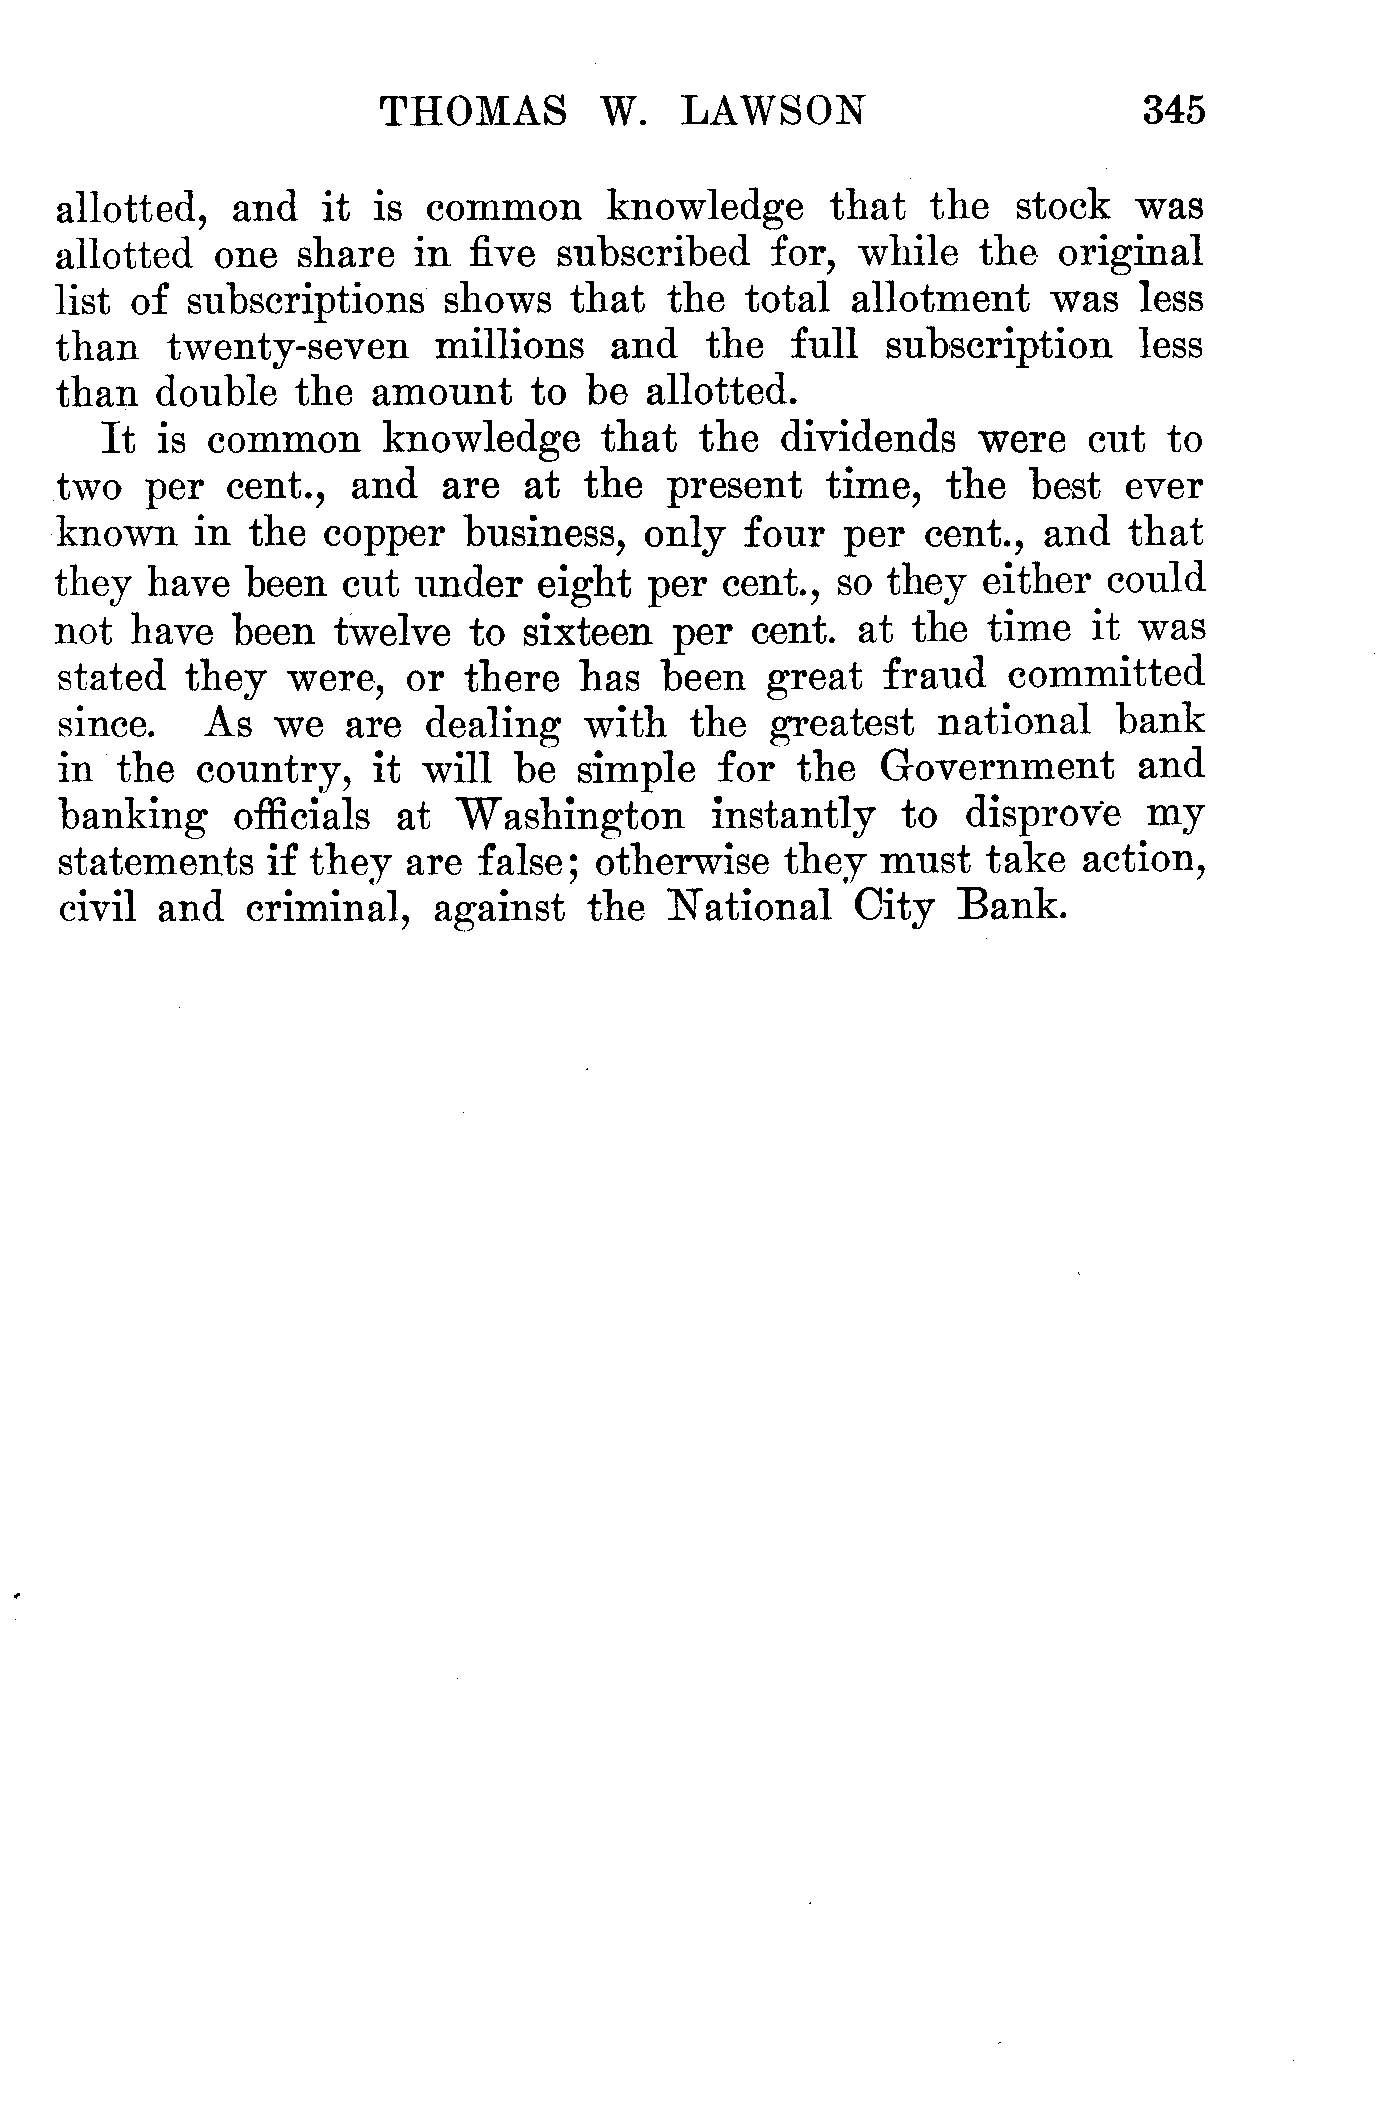 THOMAS W. LAWSON 345
allotted, and it is common knowledge that the stock was
allotted one share in five subscribed for, while the original
list of subscriptions shows that the total allotment was less
than twenty-seven millions and the full subscription less
than double the amount to be allotted.
It is common knowledge that the dividends were cut to
two per cent., and are at the present time, the best ever
known in the copper business, only four per cent., and that
they have been cut under eight per cent., so they either could
not have been twelve to sixteen per cent. at the time it was
stated they were, or there has been great fraud committed
since. As we are dealing with the greatest national bank
in the country, it will be simple for the Government and
banking officials at Washington instantly to disprove my
statements if they are false; otherwise they must take action,
civil and criminal, against the National City Bank.